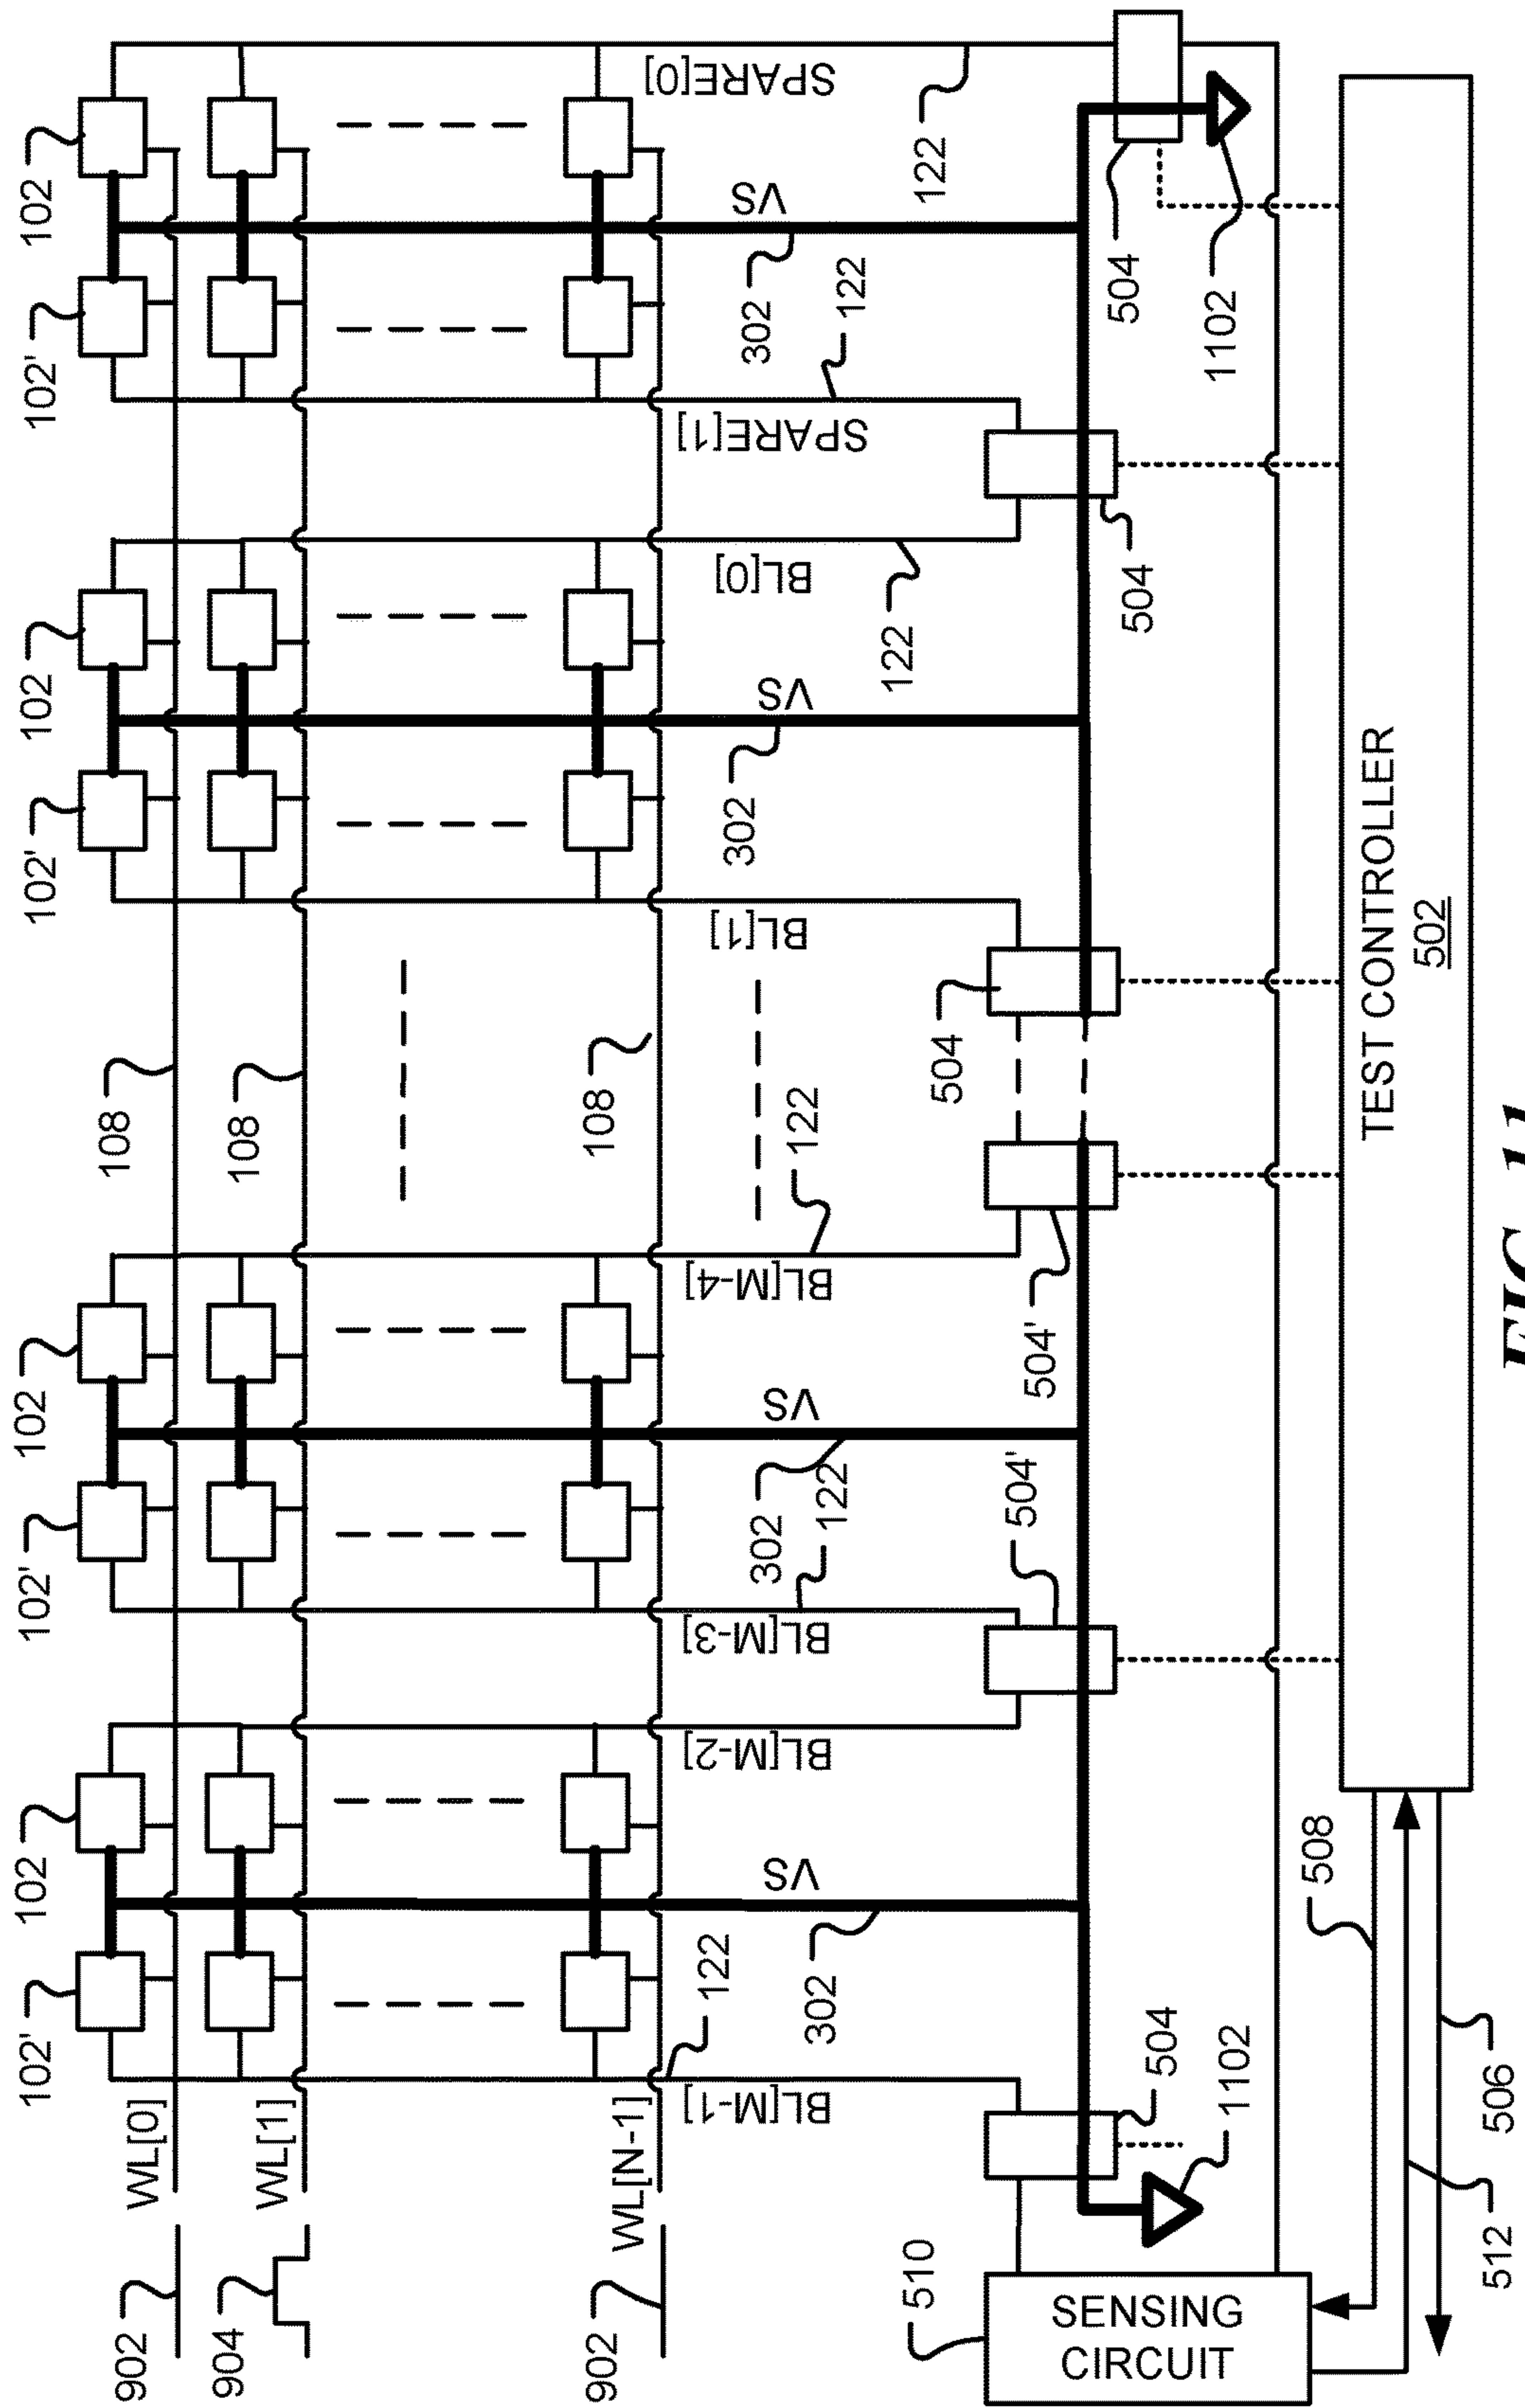 102'
102
102'
102
102'
102
102'
102
902
WL[0]
108
904
WL[1]
108
902
WL[N-1]
108
BL[M-1]
122
BL[M-2]
BL[M-3]
BL[M-4]
BL[1]
BL[0]
SPARE[1]
SPARE[0]
VS
VS
VS
VS
302
302
122
122
302
122
302
122
122
510
504
504'
504'
504
504
504
SENSING
CIRCUIT
1102
1102
508
TEST CONTROLLER
502
512
506
FIG. 11